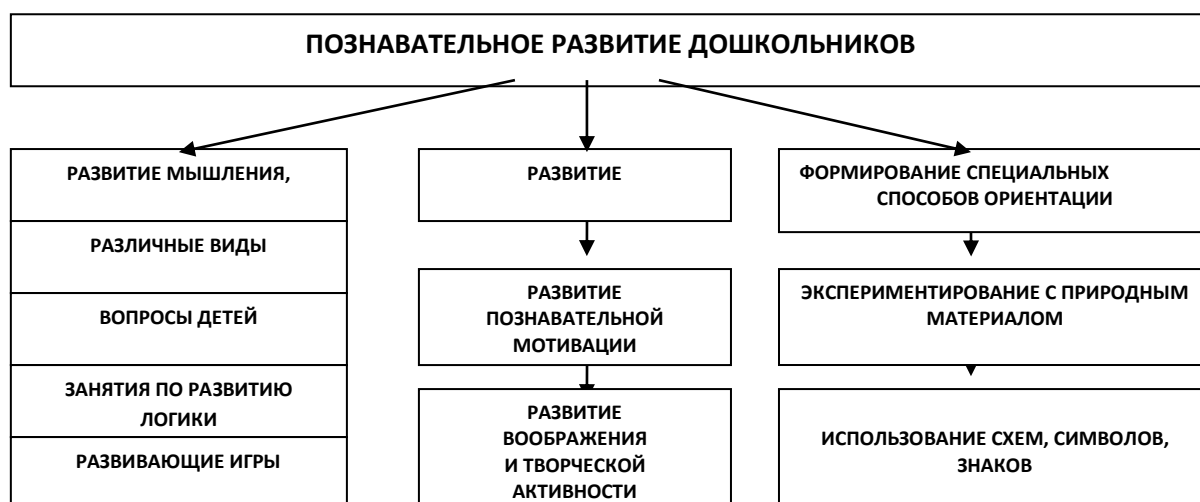 ПОЗНАВАТЕЛЬНОЕ РАЗВИТИЕ ДОШКОЛЬНИКОВ
РАЗВИТИЕ МЫШЛЕНИЯ,
РАЗЛИЧНЫЕ ВИДЫ
ВОПРОСЫ ДЕТЕЙ
ЗАНЯТИЯ ПО РАЗВИТИЮ
ЛОГИКИ
РАЗВИВАЮЩИЕ ИГРЫ
РАЗВИТИЕ
РАЗВИТИЕ
ПОЗНАВАТЕЛЬНОЙ
МОТИВАЦИИ
РАЗВИТИЕ
ВООБРАЖЕНИЯ
И ТВОРЧЕСКОЙ
АКТИВНОСТИ
ФОРМИРОВАНИЕ СПЕЦИАЛЬНЫХ
СПОСОБОВ ОРИЕНТАЦИИ
ЭКСПЕРИМЕНТИРОВАНИЕ С ПРИРОДНЫМ
МАТЕРИАЛОМ
ИСПОЛЬЗОВАНИЕ СХЕМ, СИМВОЛОВ,
ЗНАКОВ